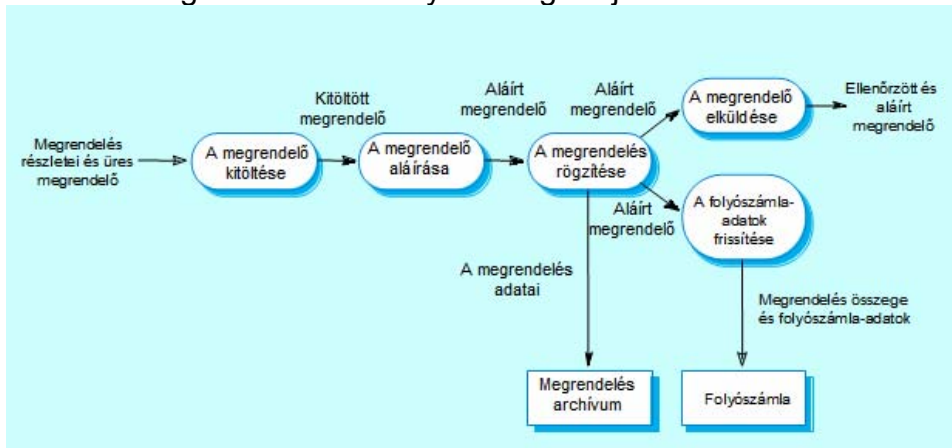 Megrendelés
részletei és üres
megrendelő
A megrendelő
kitöltése
Kitöltött
megrendelő
A megrendelő
aláírása
Aláírt
megrendelő
A megrendelés
rögzítése
Aláírt
megrendelő
A megrendelő
elküldése
Ellenőrzött és
aláírt
megrendelő
Aláírt
megrendelő
A folyószámla-
adatok
frissítése
A megrendelés
adatai
Megrendelés összege
és folyószámla-adatok
Megrendelés
archívum
Folyószámla